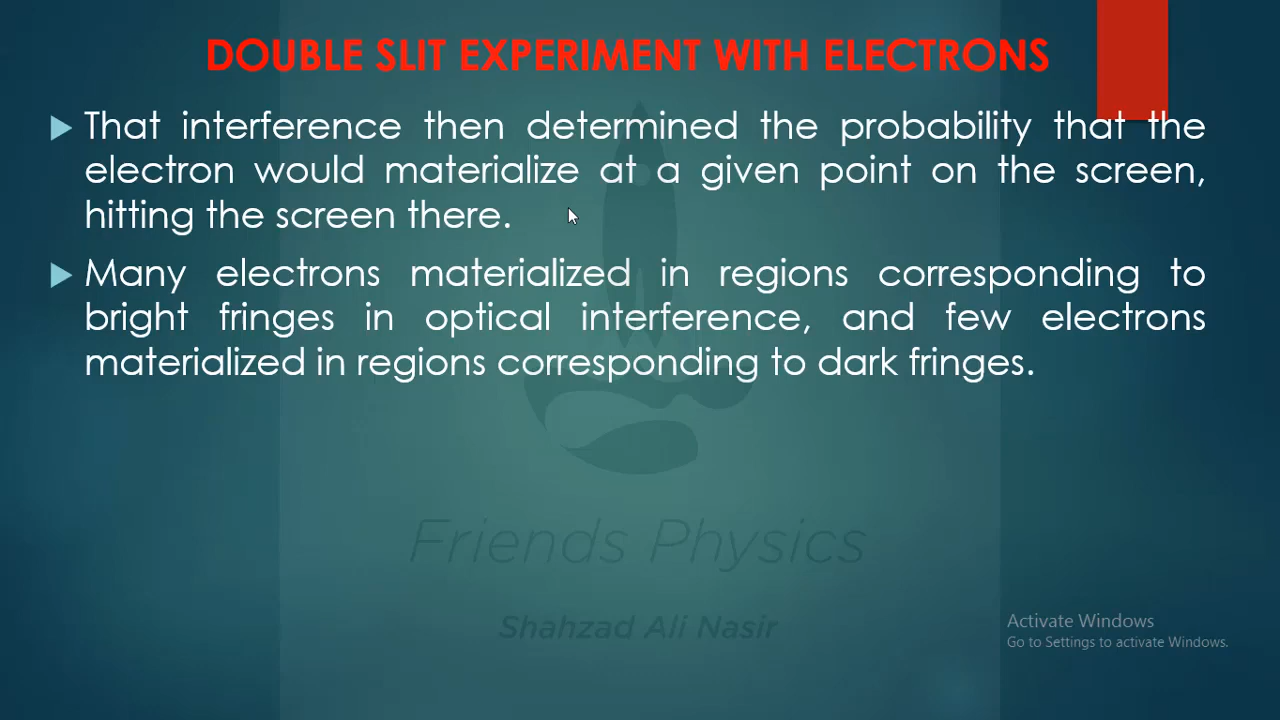 DOUBLE SLIT EXPERIMENT WITH ELECTRONS
That interference then determined the probability that the
electron would materialize at a given point on the screen,
hitting the screen there.
Many electrons materialized in regions corresponding to
bright fringes in optical interference, and few electrons
materialized in regions corresponding to dark fringes.
Friends Physics
Shahzad Ali Nasir
Activate Windows
Go to Settings to activate Windows.